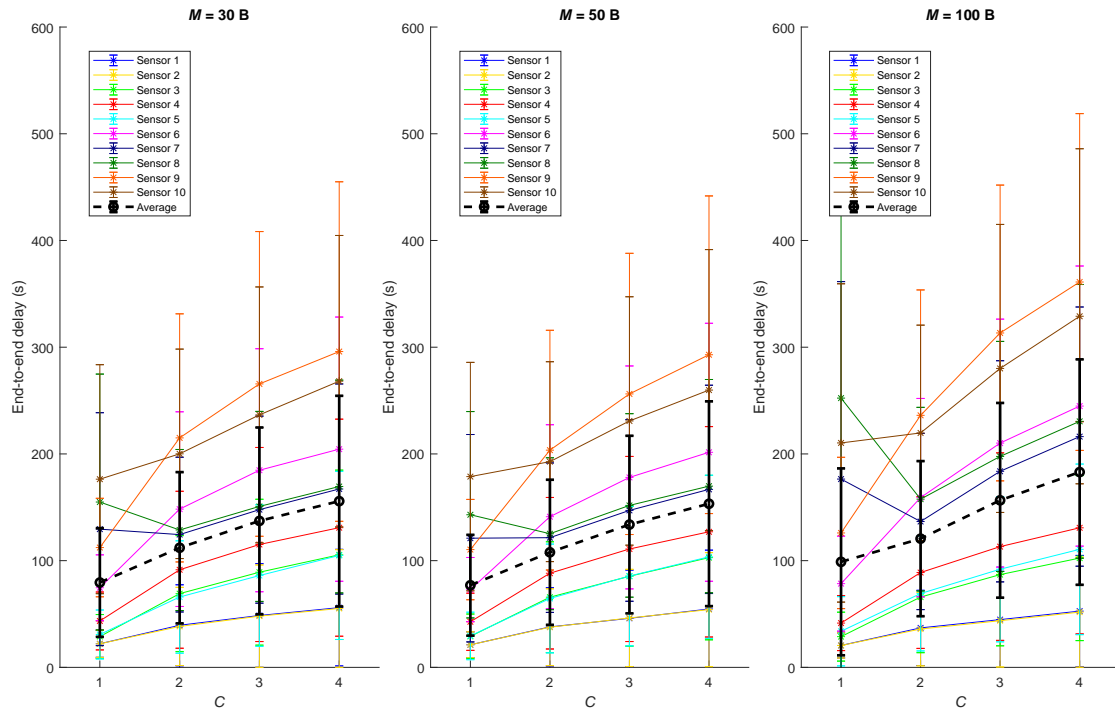 M = 30 B
600
500
400
300
200
100
0
End-to-end delay (s)
1
2
3
4
C
Sensor 1
Sensor 2
Sensor 3
Sensor 4
Sensor 5
Sensor 6
Sensor 7
Sensor 8
Sensor 9
Sensor 10
Average
M = 50 B
600
500
400
300
200
100
0
End-to-end delay (s)
1
2
3
4
C
Sensor 1
Sensor 2
Sensor 3
Sensor 4
Sensor 5
Sensor 6
Sensor 7
Sensor 8
Sensor 9
Sensor 10
Average
M = 100 B
600
500
400
300
200
100
0
End-to-end delay (s)
1
2
3
4
C
Sensor 1
Sensor 2
Sensor 3
Sensor 4
Sensor 5
Sensor 6
Sensor 7
Sensor 8
Sensor 9
Sensor 10
Average